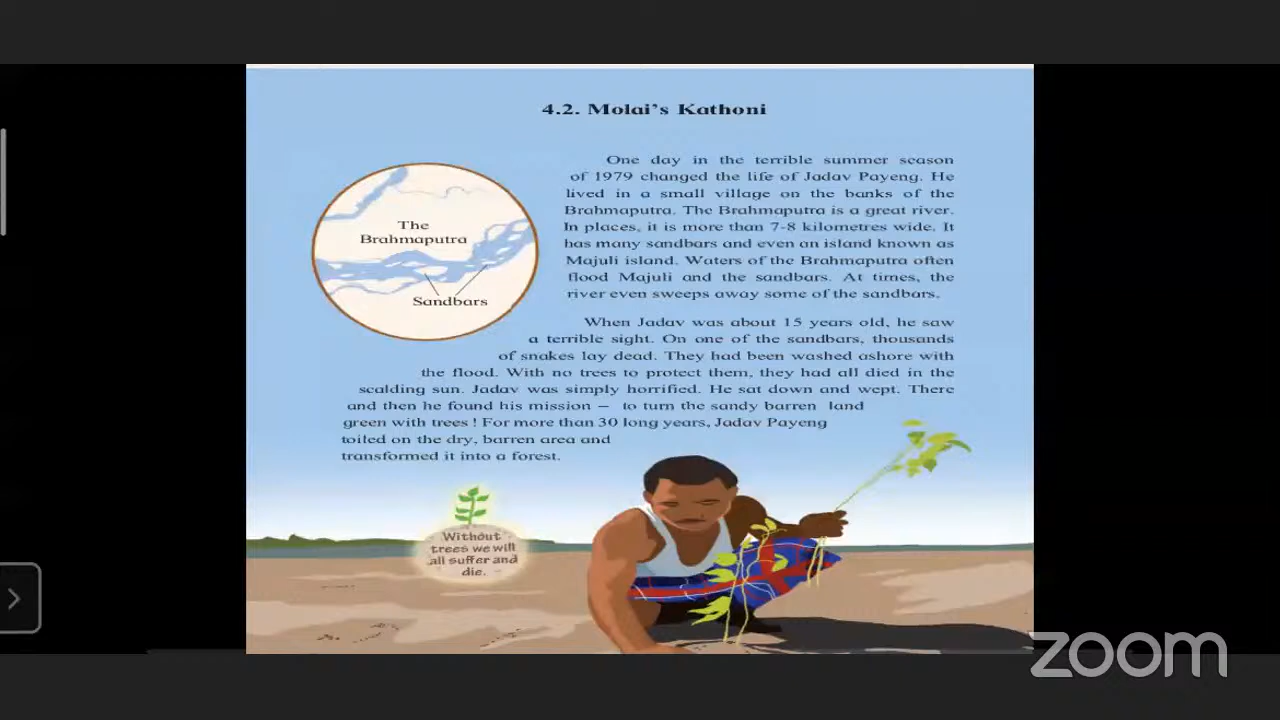 4.2. Molai's Kathoni
One day in the terrible summer season
of 1979 changed the life of Jadav Payeng. He
lived in a small village on the banks of the
Brahmaputra. The Brahmaputra is a great river.
In places, it is more than 7-8 kilometres wide. It
has many sandbars and even an island known as
Majuli island. Waters of the Brahmaputra often
flood Majuli and the sandbars. At times, the
river even sweeps away some of the sandbars.
The
Brahmaputra
Sandbars
When Jadav was about 15 years old, he saw
a terrible sight. On one of the sandbars, thousands
of snakes lay dead. They had been washed ashore with
the flood. With no trees to protect them, they had all died in the
scalding sun. Jadav was simply horrified. He sat down and wept. There
and then he found his mission – to turn the sandy barren land
green with trees ! For more than 30 long years, Jadav Payeng
toiled on the dry, barren area and
transformed it into a forest.
Without
trees we will
all suffer and
die.
zoom